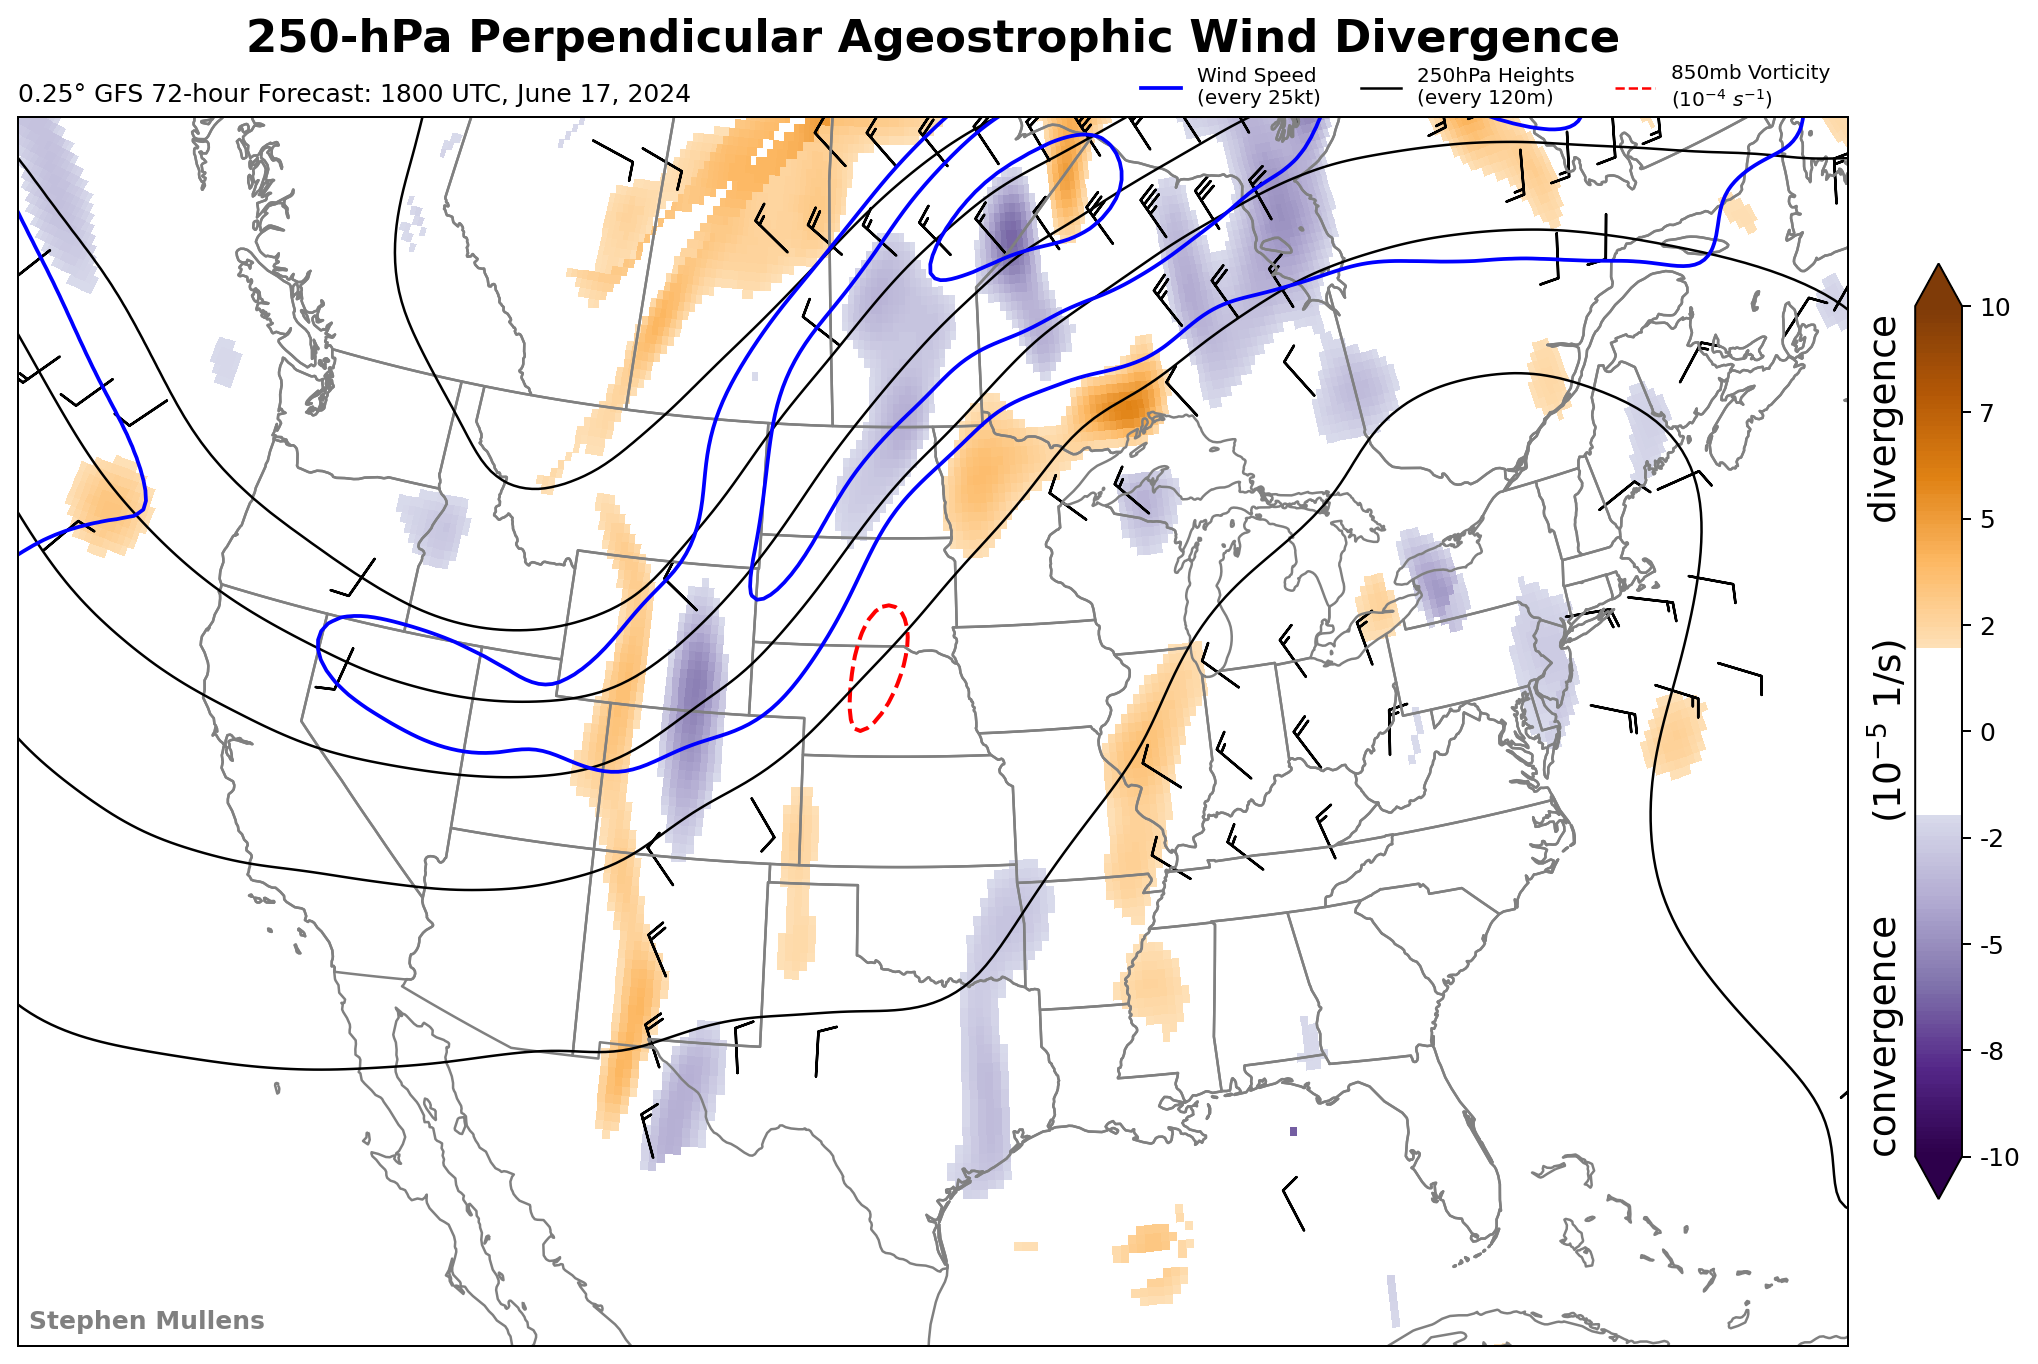 250-hPa Perpendicular Ageostrophic Wind Divergence
0.25° GFS 72-hour Forecast: 1800 UTC, June 17, 2024
Wind Speed
(every 25kt)
250hPa Heights
(every 120m)
850mb Vorticity
(10⁻⁴ s⁻¹)
10
7
5
2
0
-2
-5
-8
-10
convergence (10⁻⁵ 1/s) divergence
Stephen Mullens